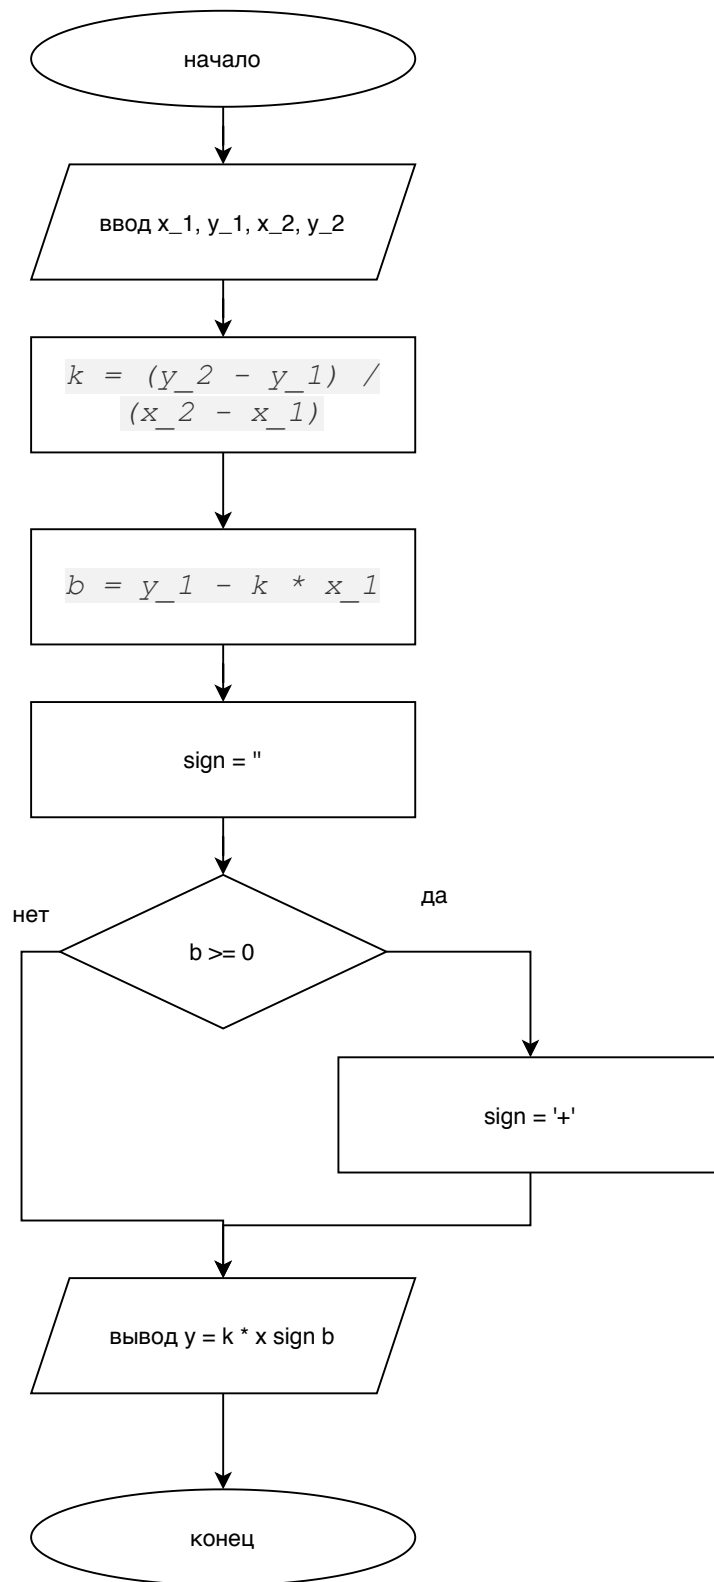 начало
ввод x_1, y_1, x_2, y_2
k = (y_2 - y_1) /
(x_2 - x_1)
b = y_1 - k * x_1
sign = ''
нет
да
b >= 0
sign = '+'
вывод y = k * x sign b
конец